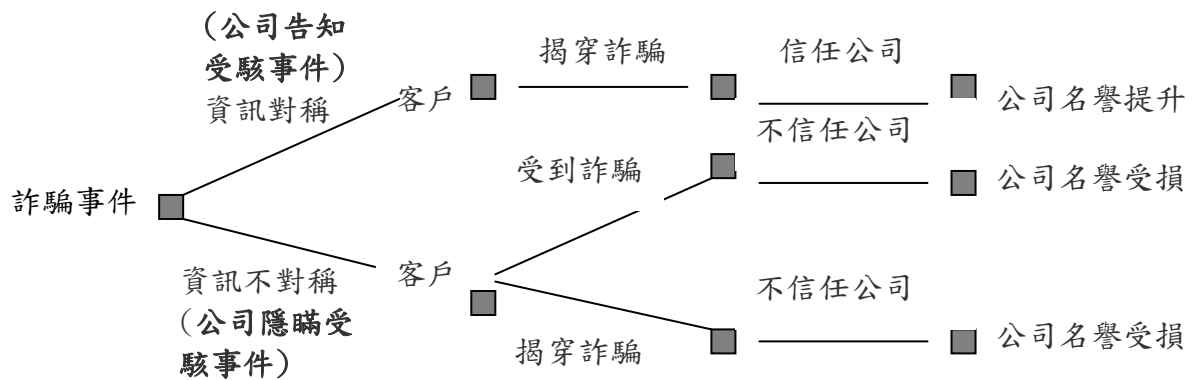 (公司告知
受駭事件)
資訊對稱
客戶
揭穿詐騙
信任公司
公司名譽提升
不信任公司
受到詐騙
公司名譽受損
詐騙事件
資訊不對稱
(公司隱瞞受
駭事件)
客戶
不信任公司
揭穿詐騙
公司名譽受損